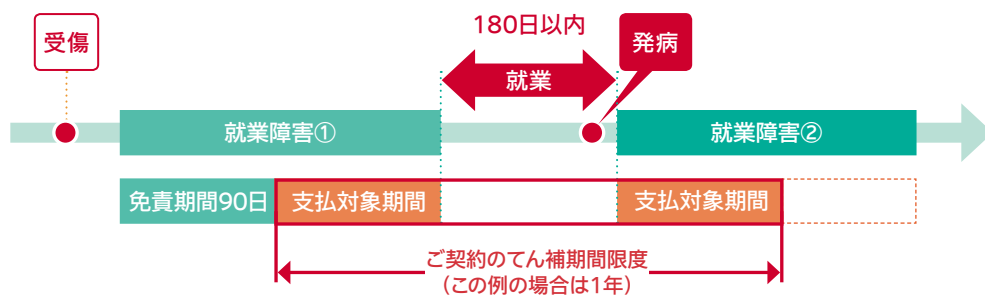 180日以内
受傷
発病
就業
就業障害①
就業障害②
免責期間90日
支払対象期間
支払対象期間
ご契約のてん補期間限度
(この例の場合は1年)